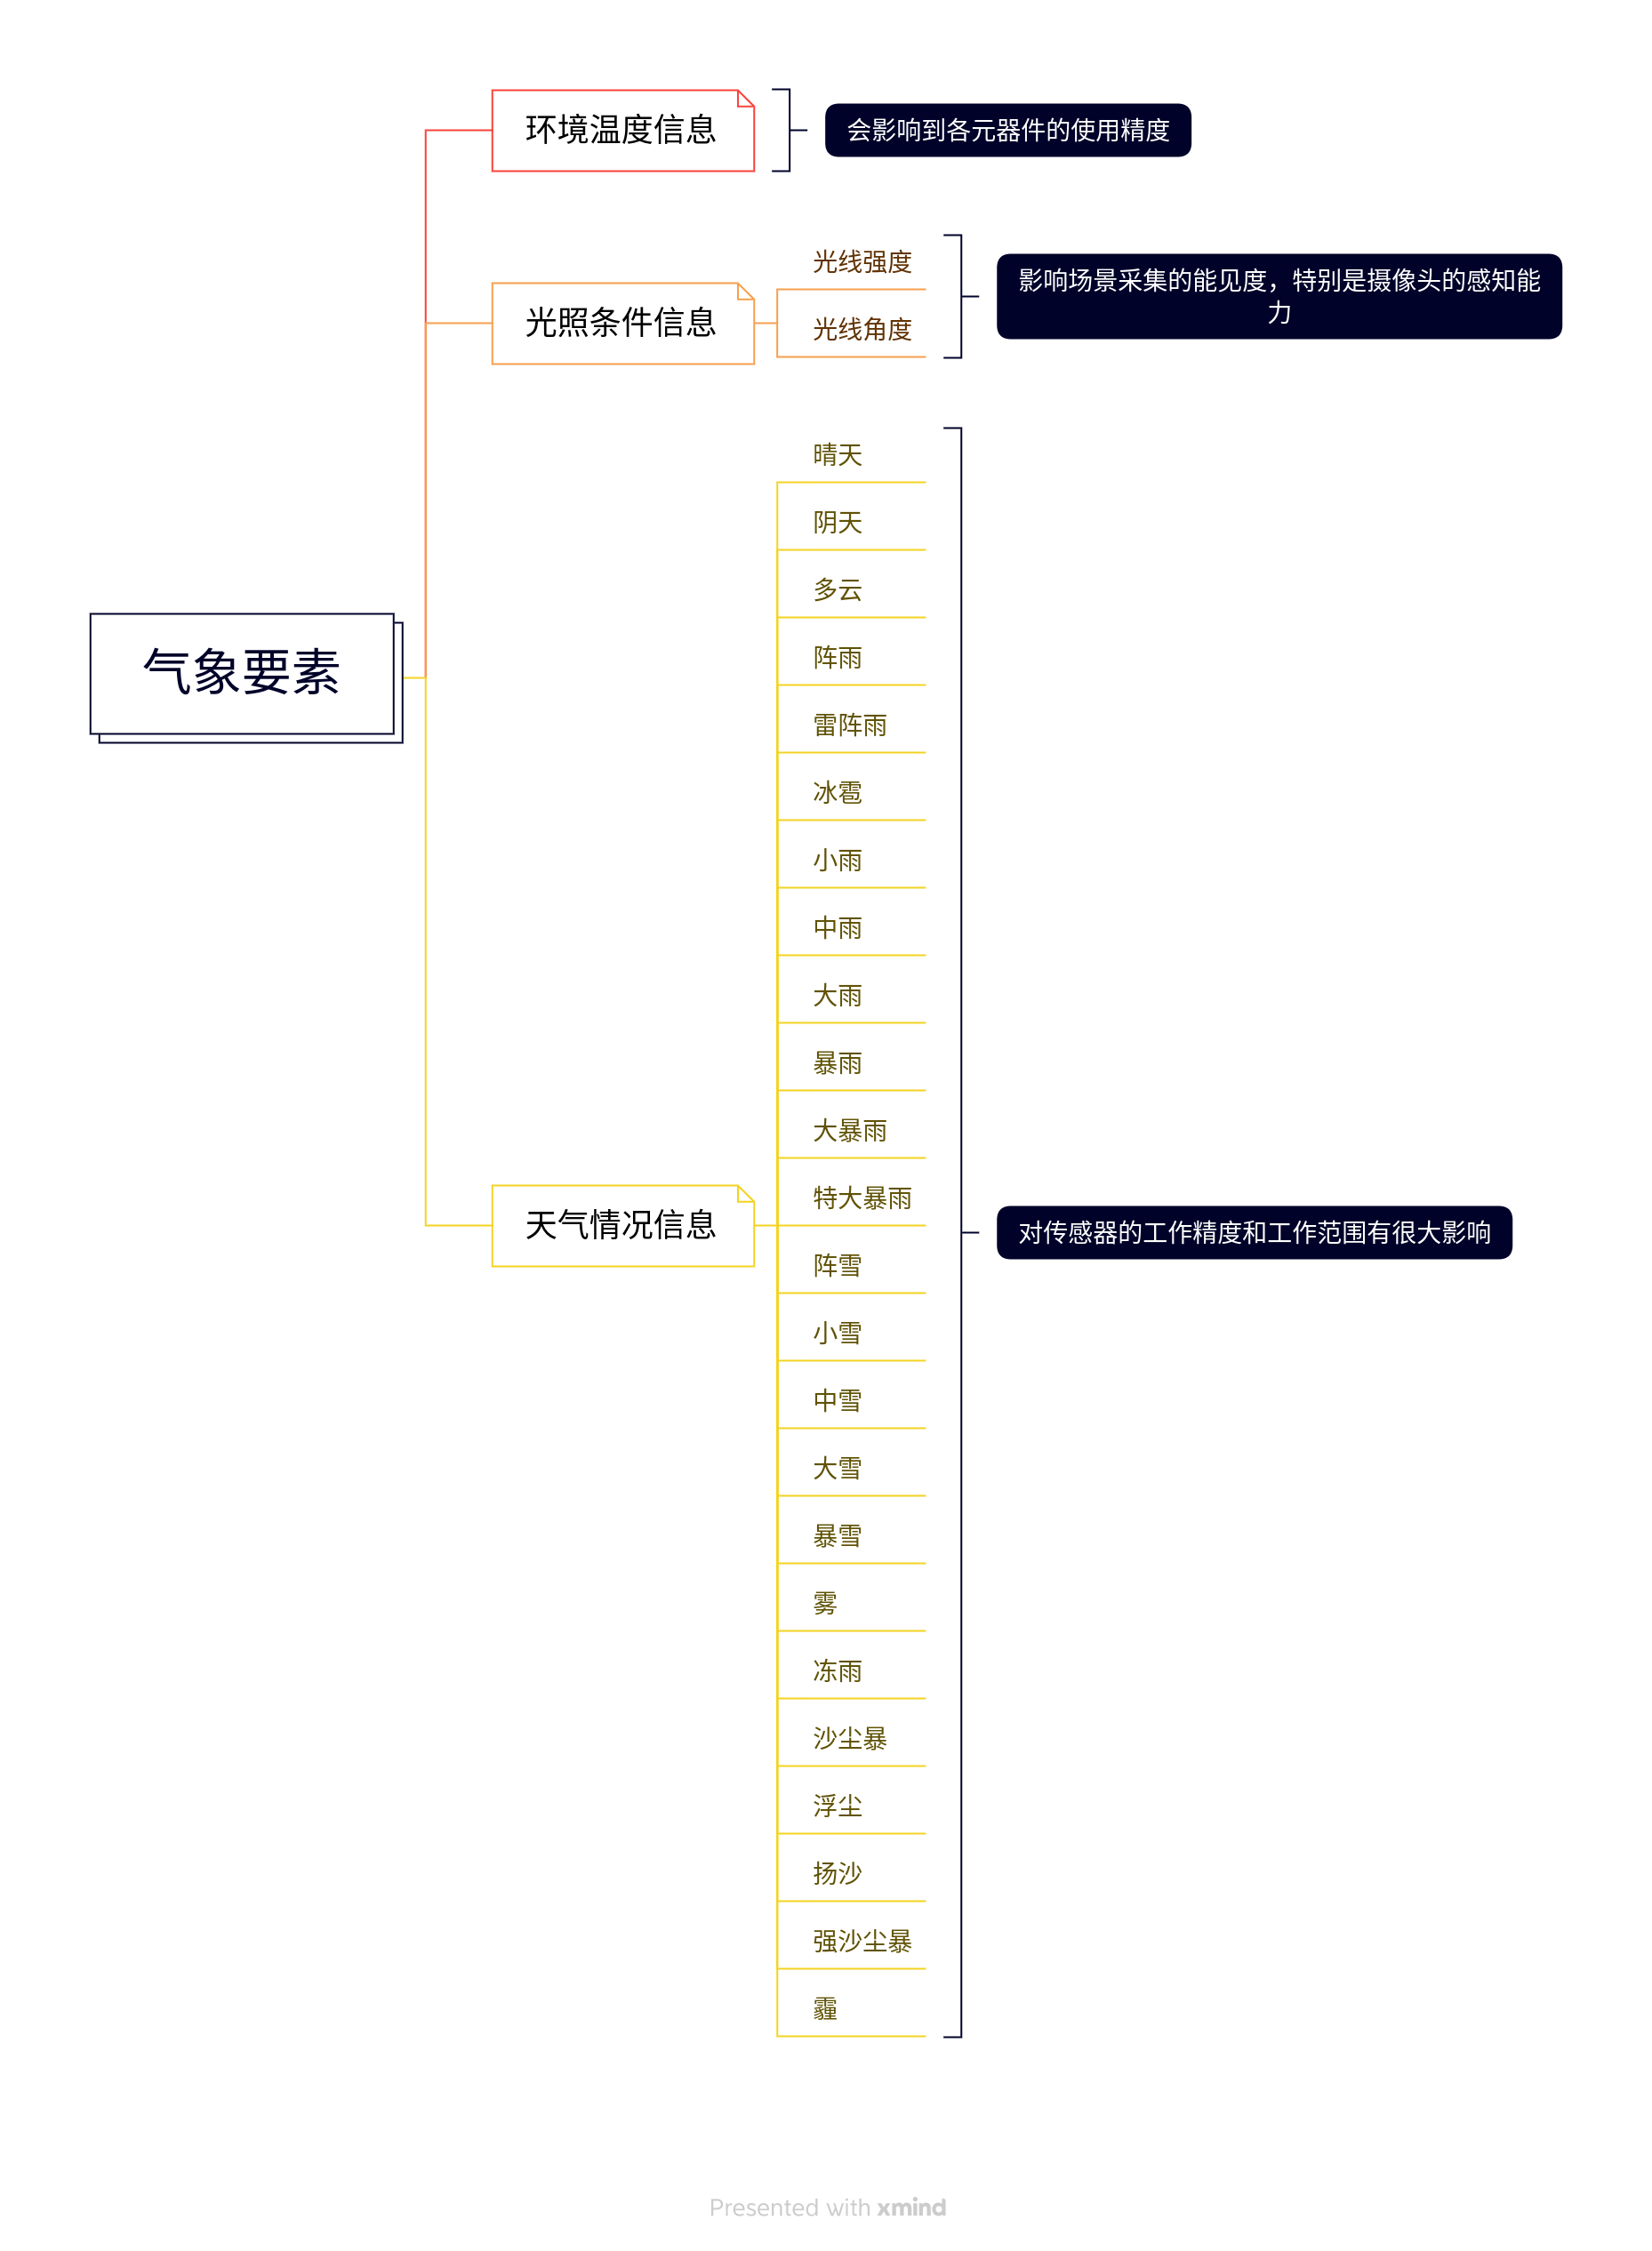 环境温度信息
会影响到各元器件的使用精度
光线强度
光照条件信息
光线角度
影响场景采集的能见度，特别是摄像头的感知能
力
气象要素
晴天
阴天
多云
阵雨
雷阵雨
冰雹
小雨
中雨
大雨
暴雨
大暴雨
特大暴雨
天气情况信息
对传感器的工作精度和工作范围有很大影响
阵雪
小雪
中雪
大雪
暴雪
雾
冻雨
沙尘暴
浮尘
扬沙
强沙尘暴
霾
Presented with xmind